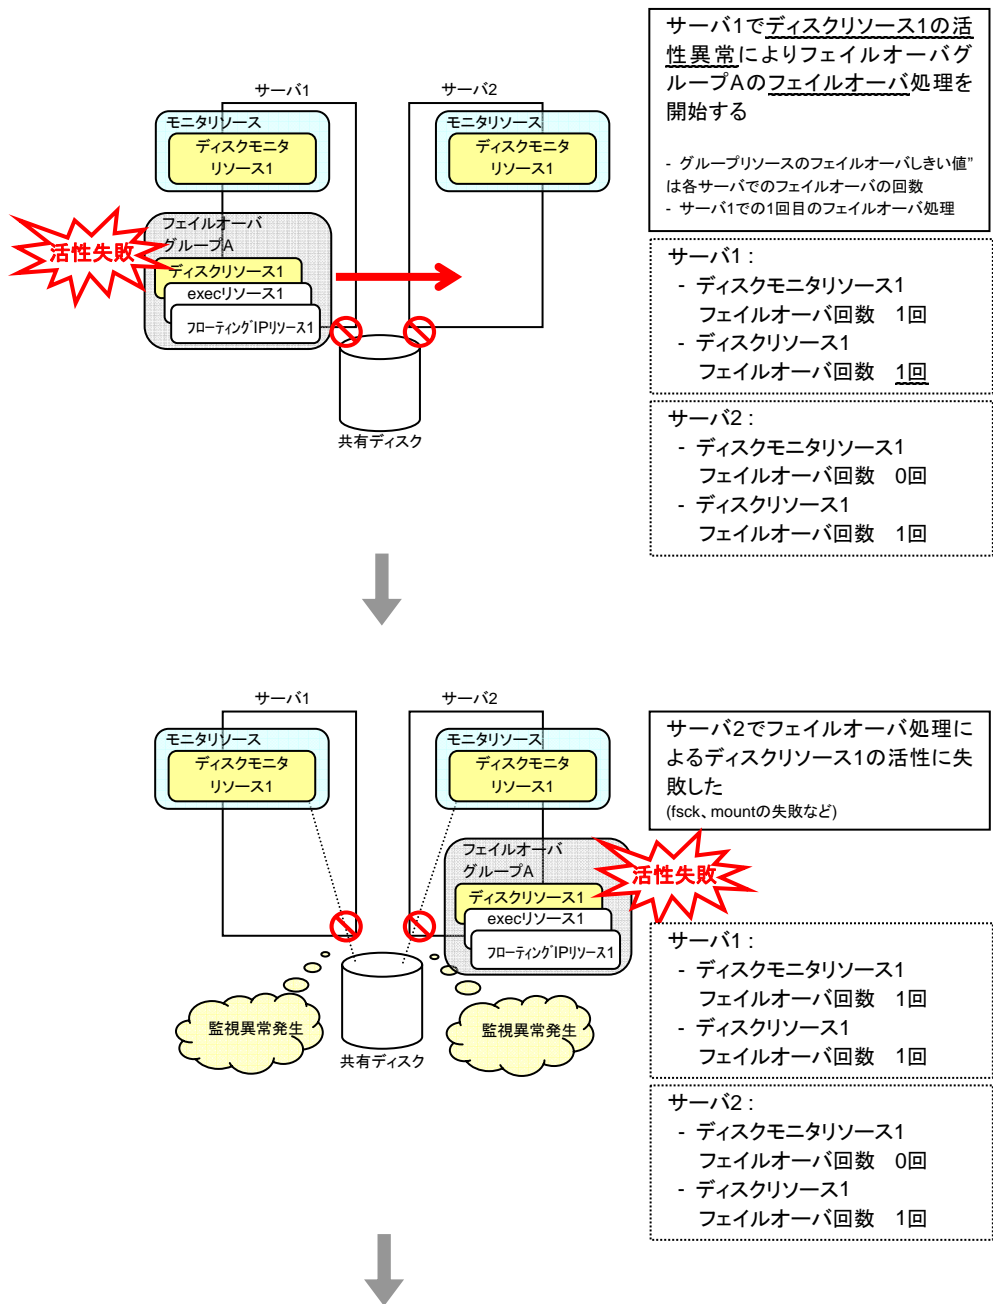 サーバ1でディスクリソース1の活
性異常によりフェイルオーバグ
ループAのフェイルオーバ処理を
開始する
- グループリソースのフェイルオーバしきい値"
は各サーバでのフェイルオーバの回数
- サーバ1での1回目のフェイルオーバ処理
サーバ1
サーバ2
モニタリソース
ディスクモニタ
リソース1
モニタリソース
ディスクモニタ
リソース1
フェイルオーバ
グループA
活性失敗
ディスクリソース1
execリソース1
フローティングIPリソース1
共有ディスク
サーバ1 :
- ディスクモニタリソース1
フェイルオーバ回数 1回
- ディスクリソース1
フェイルオーバ回数 1回
サーバ2 :
- ディスクモニタリソース1
フェイルオーバ回数 0回
- ディスクリソース1
フェイルオーバ回数 1回
サーバ1
サーバ2
モニタリソース
ディスクモニタ
リソース1
モニタリソース
ディスクモニタ
リソース1
フェイルオーバ
グループA
活性失敗
ディスクリソース1
execリソース1
フローティングIPリソース1
監視異常発生
監視異常発生
共有ディスク
サーバ2でフェイルオーバ処理に
よるディスクリソース1の活性に失
敗した
(fsck、mountの失敗など)
サーバ1 :
- ディスクモニタリソース1
フェイルオーバ回数 1回
- ディスクリソース1
フェイルオーバ回数 1回
サーバ2 :
- ディスクモニタリソース1
フェイルオーバ回数 0回
- ディスクリソース1
フェイルオーバ回数 1回